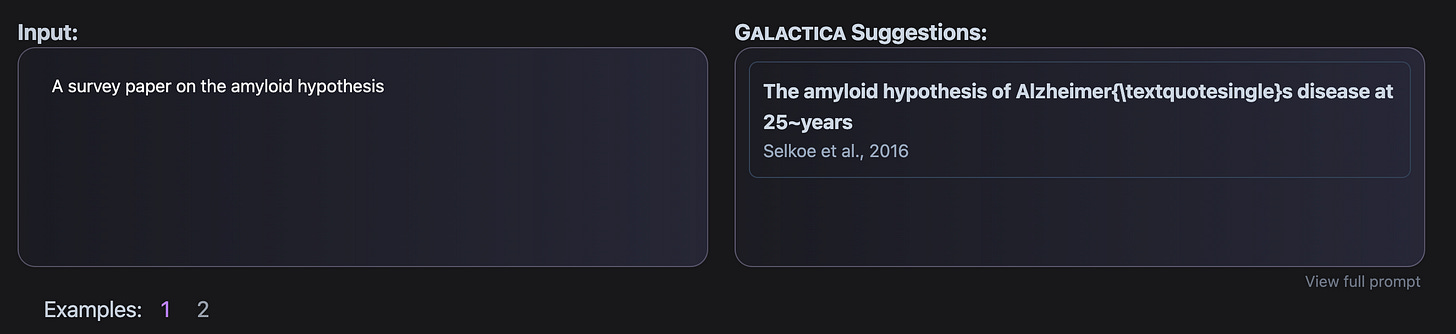 Input:
A survey paper on the amyloid hypothesis
GALACTICA Suggestions:
The amyloid hypothesis of Alzheimer{\textquotesingle}s disease at
25~years
Selkoe et al., 2016
View full prompt
Examples: 1 2